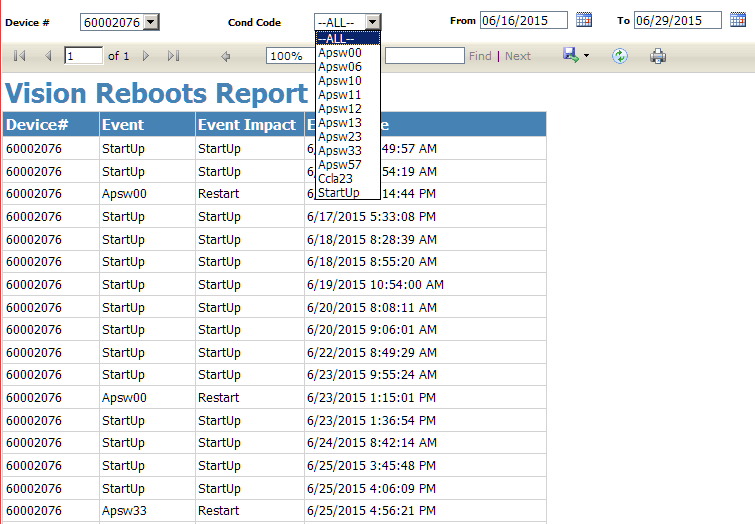 Device # 60002076 Cond Code --ALL-- From 06/16/2015 To 06/29/2015
--ALL--
Apsw00
Apsw06
Apsw10
Apsw11
Apsw12
Apsw13
Apsw23
Apsw33
Apsw57
Ccla23
StartUp
1 of 1 100% Find | Next
Vision Reboots Report
Device# Event Event Impact E e
60002076 StartUp StartUp 6/ 49:57 AM
60002076 StartUp StartUp 6/ 54:19 AM
60002076 Apsw00 Restart 6/ 14:44 PM
60002076 StartUp StartUp 6/17/2015 5:33:08 PM
60002076 StartUp StartUp 6/18/2015 8:28:39 AM
60002076 StartUp StartUp 6/18/2015 8:55:20 AM
60002076 StartUp StartUp 6/19/2015 10:54:00 AM
60002076 StartUp StartUp 6/20/2015 8:08:11 AM
60002076 StartUp StartUp 6/20/2015 9:06:01 AM
60002076 StartUp StartUp 6/22/2015 8:49:29 AM
60002076 StartUp StartUp 6/23/2015 9:55:24 AM
60002076 Apsw00 Restart 6/23/2015 1:15:01 PM
60002076 StartUp StartUp 6/23/2015 1:36:54 PM
60002076 StartUp StartUp 6/24/2015 8:42:14 AM
60002076 StartUp StartUp 6/25/2015 3:45:48 PM
60002076 StartUp StartUp 6/25/2015 4:06:09 PM
60002076 Apsw33 Restart 6/25/2015 4:56:21 PM